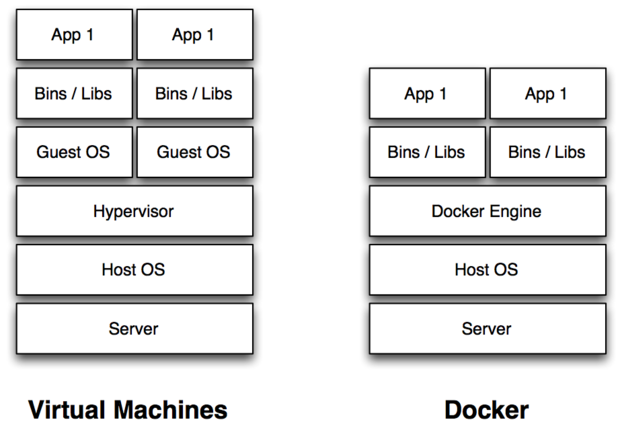 App 1 App 1
Bins / Libs Bins / Libs
Guest OS Guest OS
Hypervisor
Host OS
Server
Virtual Machines
App 1 App 1
Bins / Libs Bins / Libs
Docker Engine
Host OS
Server
Docker